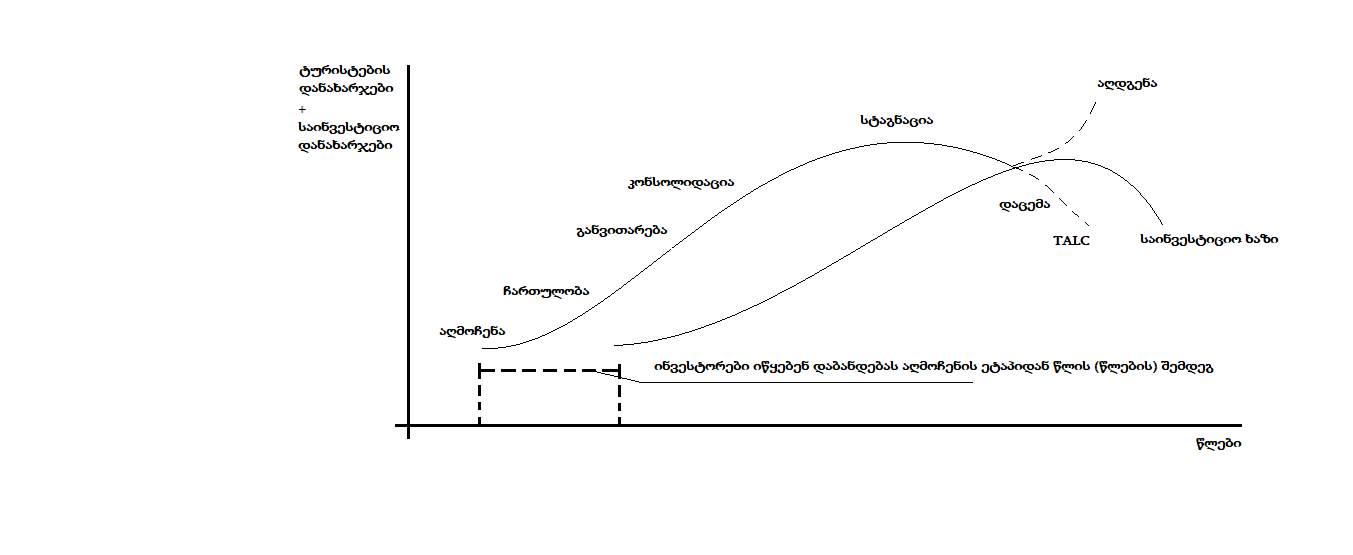 ტურისტების
დანახარჯები
+
საინვესტიციო
დანახარჯები
აღდგენა
სტაგნაცია
კონსოლიდაცია
განვითარება
დაცემა
TALC
საინვესტიციო ხაზი
ჩართულობა
აღმოჩენა
ინვესტორები იწყებენ დაბანდებას აღმოჩენის ეტაპიდან წლის (წლების) შემდეგ
წლები